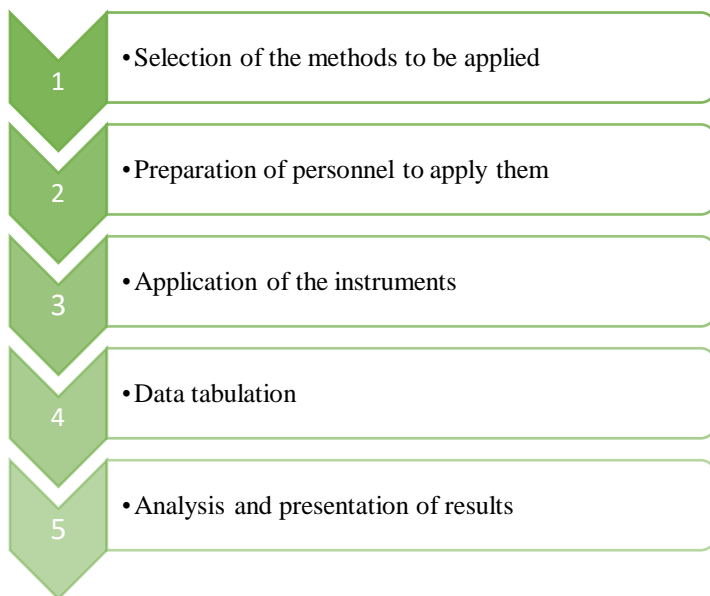 1
•Selection of the methods to be applied
2
•Preparation of personnel to apply them
3
•Application of the instruments
4
•Data tabulation
5
•Analysis and presentation of results